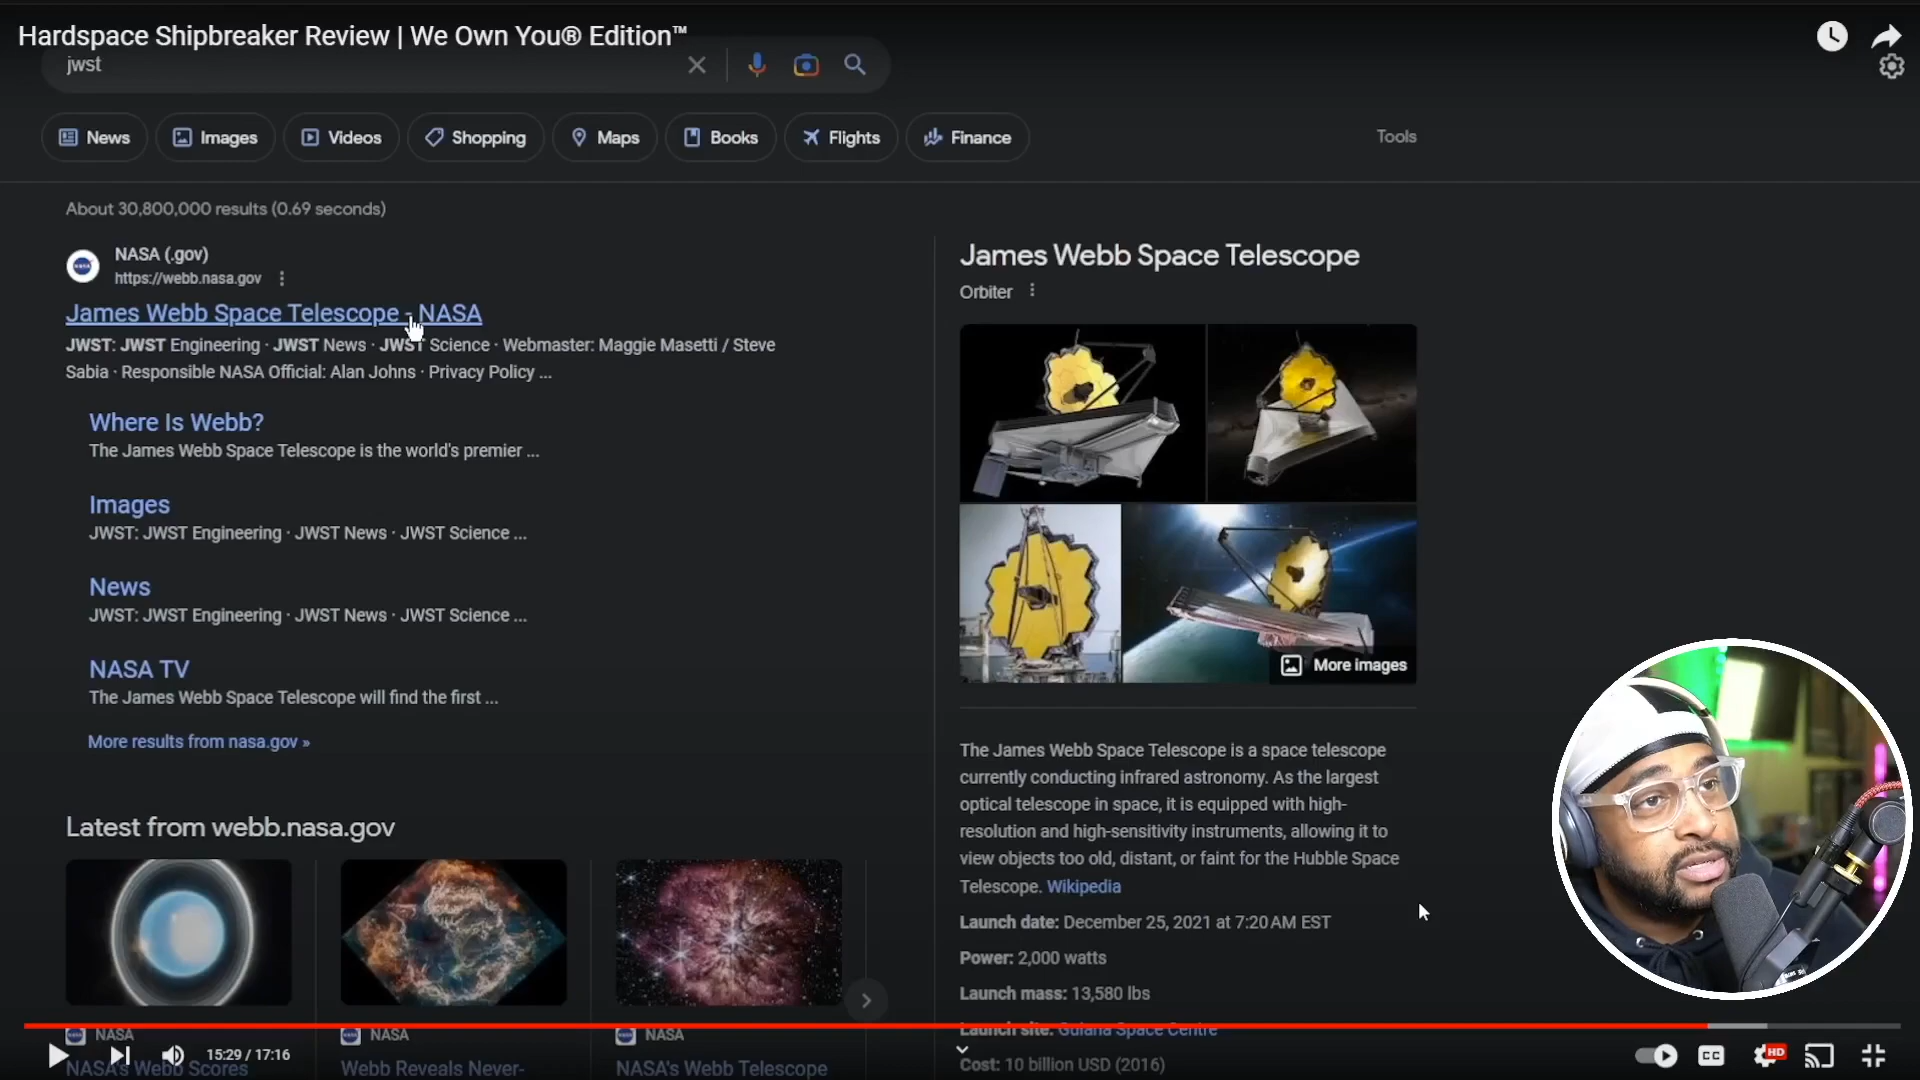 Hardspace Shipbreaker Review | We Own You® Edition™
jwst
News
Images
Videos
Shopping
Maps
Books
Flights
Finance
Tools
About 30,800,000 results (0.69 seconds)
NASA (.gov)
https://webb.nasa.gov
James Webb Space Telescope - NASA
JWST: JWST Engineering · JWST News · JWST Science · Webmaster: Maggie Masetti / Steve
Sabia · Responsible NASA Official: Alan Johns · Privacy Policy ...
Where Is Webb?
The James Webb Space Telescope is the world's premier ...
Images
JWST: JWST Engineering · JWST News · JWST Science ...
News
JWST: JWST Engineering · JWST News · JWST Science ...
NASA TV
The James Webb Space Telescope will find the first ...
More results from nasa.gov »
Latest from webb.nasa.gov
NASA
NASA's Webb Scores
NASA
Webb Reveals Never-
NASA
NASA's Webb Telescope
James Webb Space Telescope
Orbiter
More images
The James Webb Space Telescope is a space telescope
currently conducting infrared astronomy. As the largest
optical telescope in space, it is equipped with high-
resolution and high-sensitivity instruments, allowing it to
view objects too old, distant, or faint for the Hubble Space
Telescope. Wikipedia
Launch date: December 25, 2021 at 7:20 AM EST
Power: 2,000 watts
Launch mass: 13,580 lbs
Launch site: Guiana Space Centre
Cost: 10 billion USD (2016)
15:29 / 17:16
CC
HD